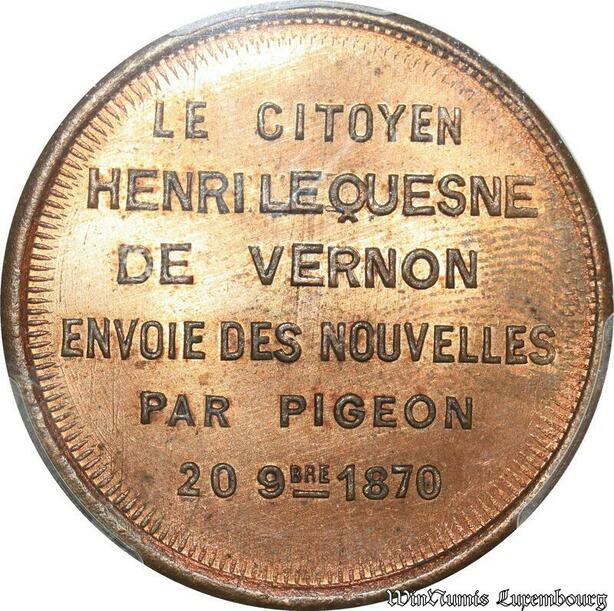 LE CITOYEN
HENRI LEQUESNE
DE VERNON
ENVOIE DES NOUVELLES
PAR PIGEON
20 9BRE 1870
WinNumis Luxembourg